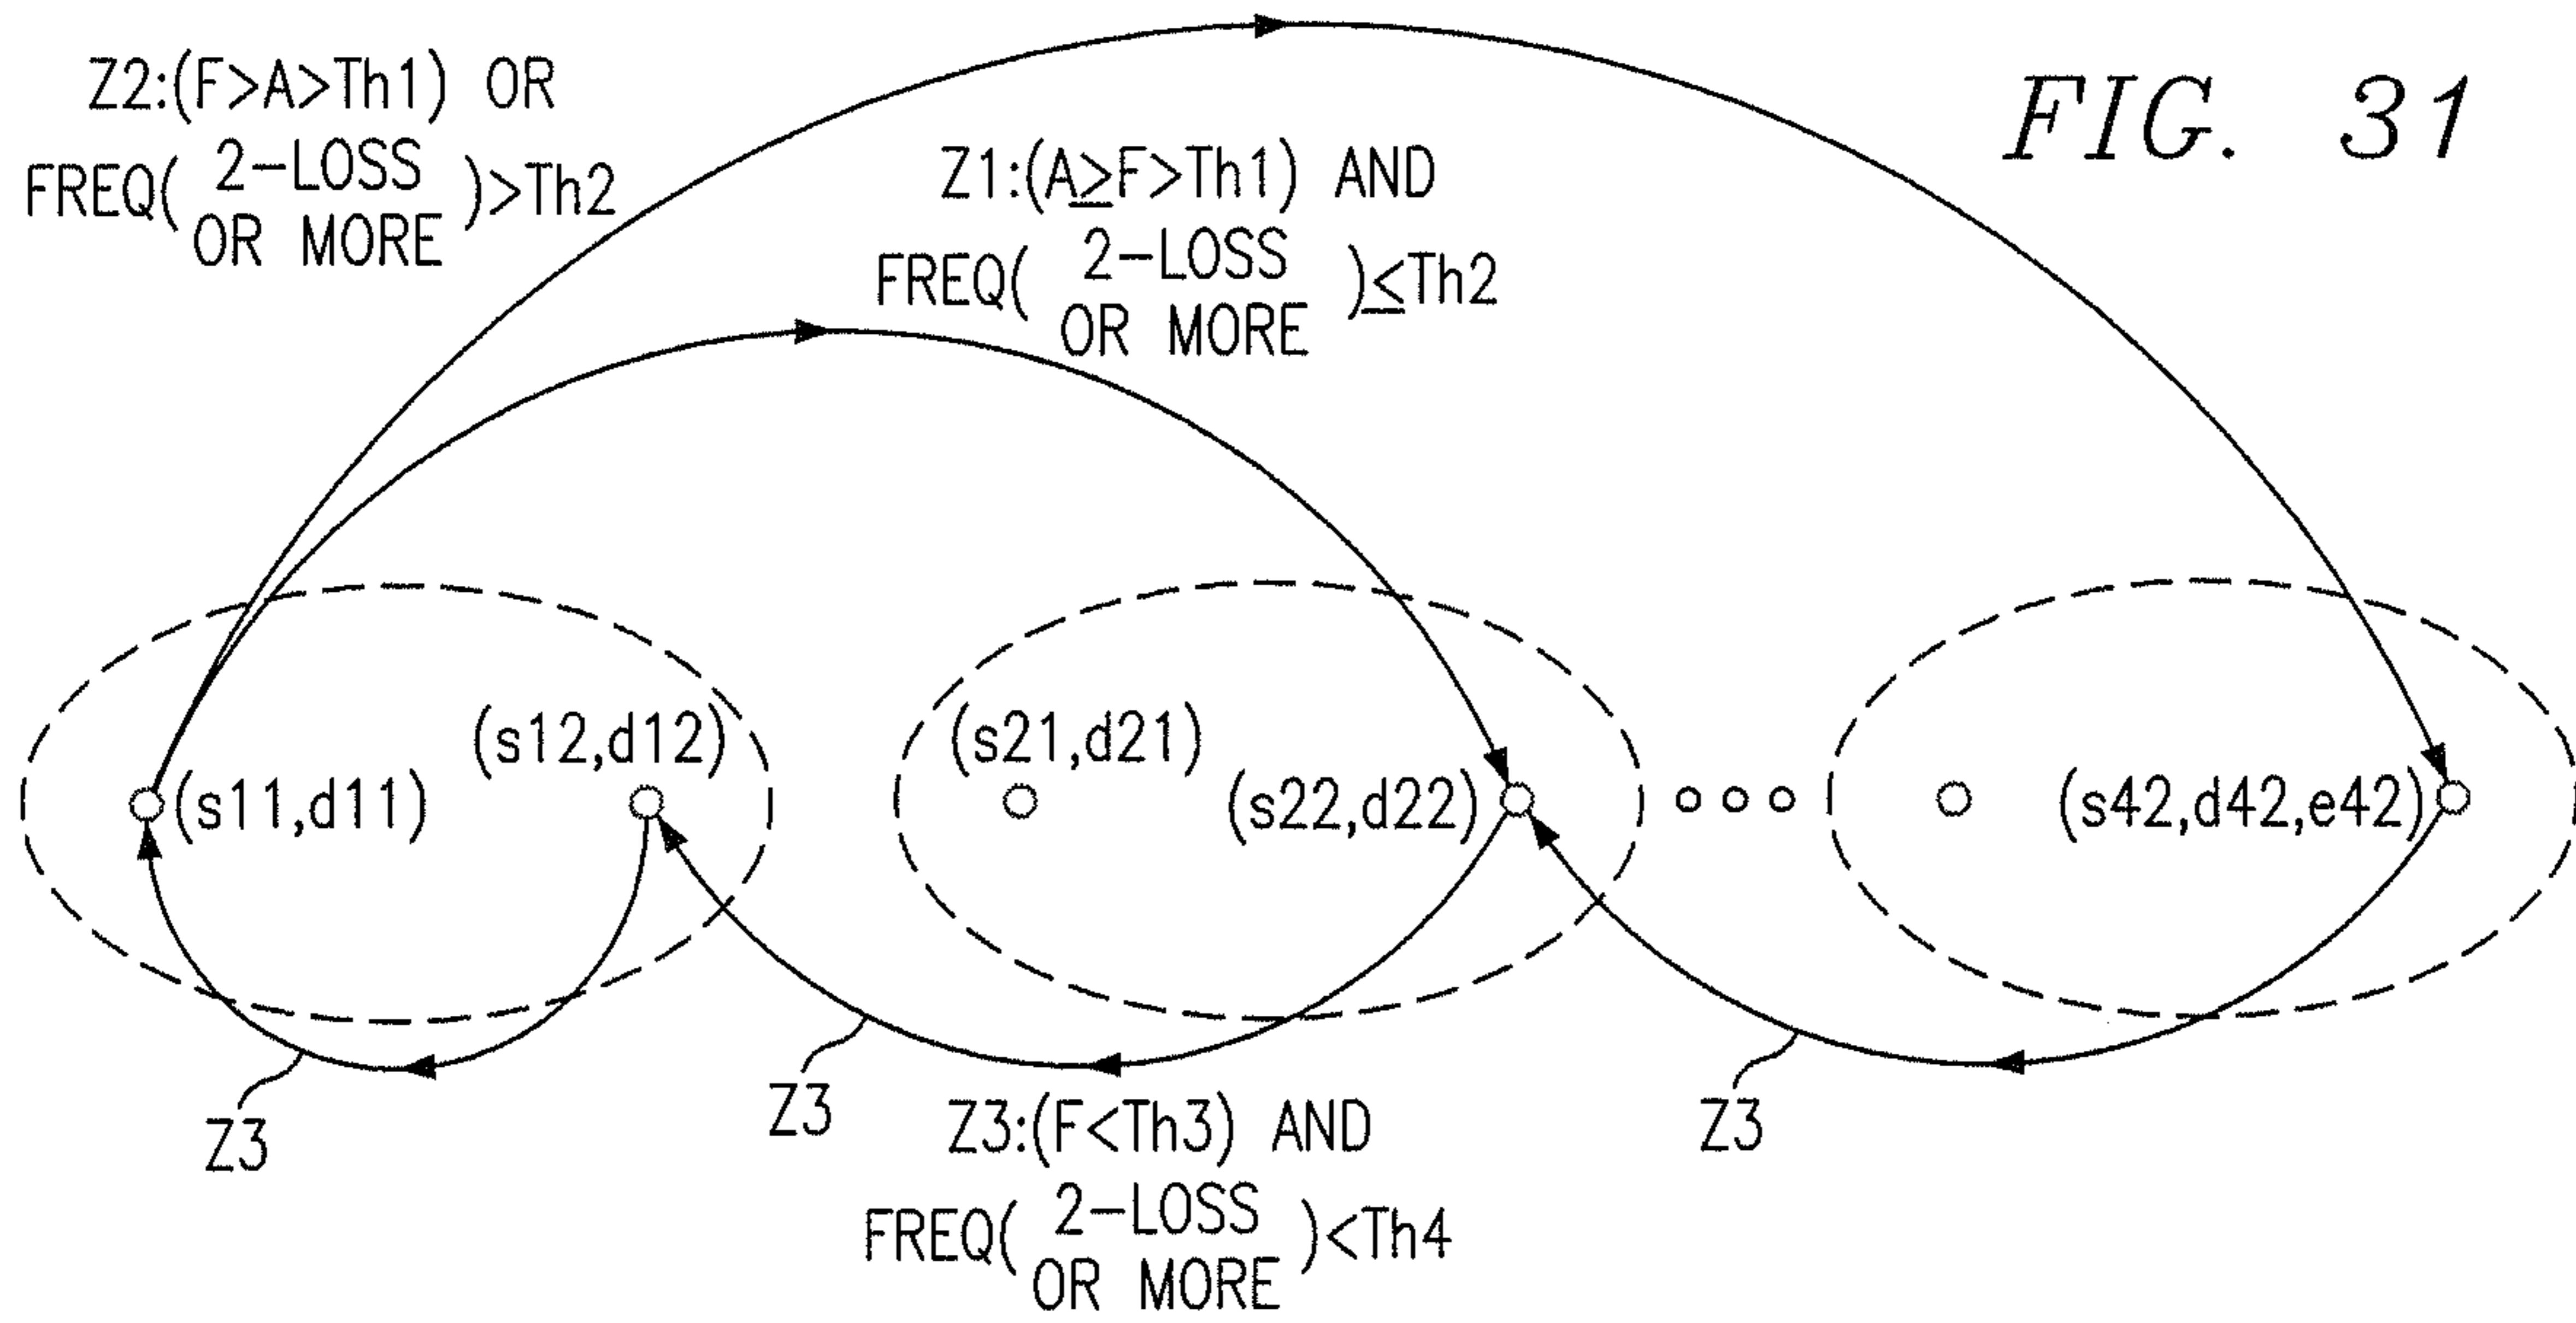 FIG. 31
Z2:(F>A>Th1) OR
FREQ( 2-LOSS OR MORE )>Th2
Z1:(A≥F>Th1) AND
FREQ( 2-LOSS OR MORE )≤Th2
(s11,d11)
(s12,d12)
(s21,d21)
(s22,d22)
(s42,d42,e42)
Z3
Z3
Z3
Z3:(F<Th3) AND
FREQ( 2-LOSS OR MORE )<Th4